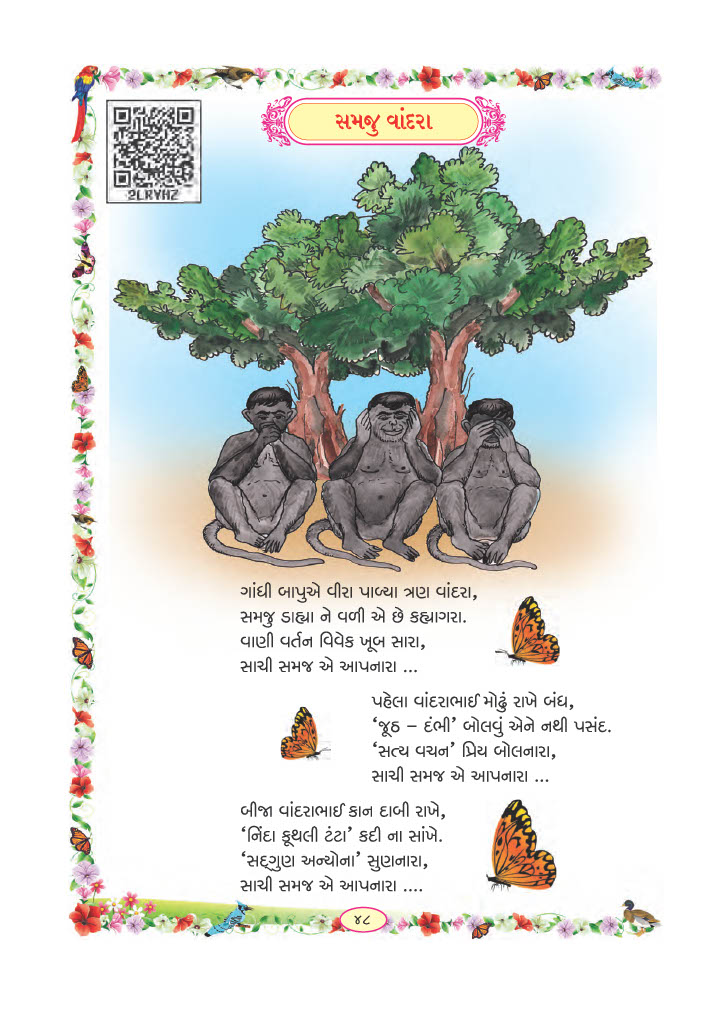 સમજુ વાંદરા
2LRYHZ
ગાંધી બાપુએ વીરા પાળ્યા ત્રણ વાંદરા,
સમજુ ડાહ્યા ને વળી એ છે કહ્યાગરા.
વાણી વર્તન વિવેક ખૂબ સારા,
સાચી સમજ એ આપનારા ...
પહેલા વાંદરાભાઈ મોઢું રાખે બંધ,
‘જૂઠ – દંભી’ બોલવું એને નથી પસંદ.
‘સત્ય વચન’ પ્રિય બોલનારા,
સાચી સમજ એ આપનારા ...
બીજા વાંદરાભાઈ કાન દાબી રાખે,
‘નિંદા કૂથલી ટંટા’ કદી ના સાંખે.
‘સદ્ગુણ અન્યોના’ સુણનારા,
સાચી સમજ એ આપનારા ....
૪૮